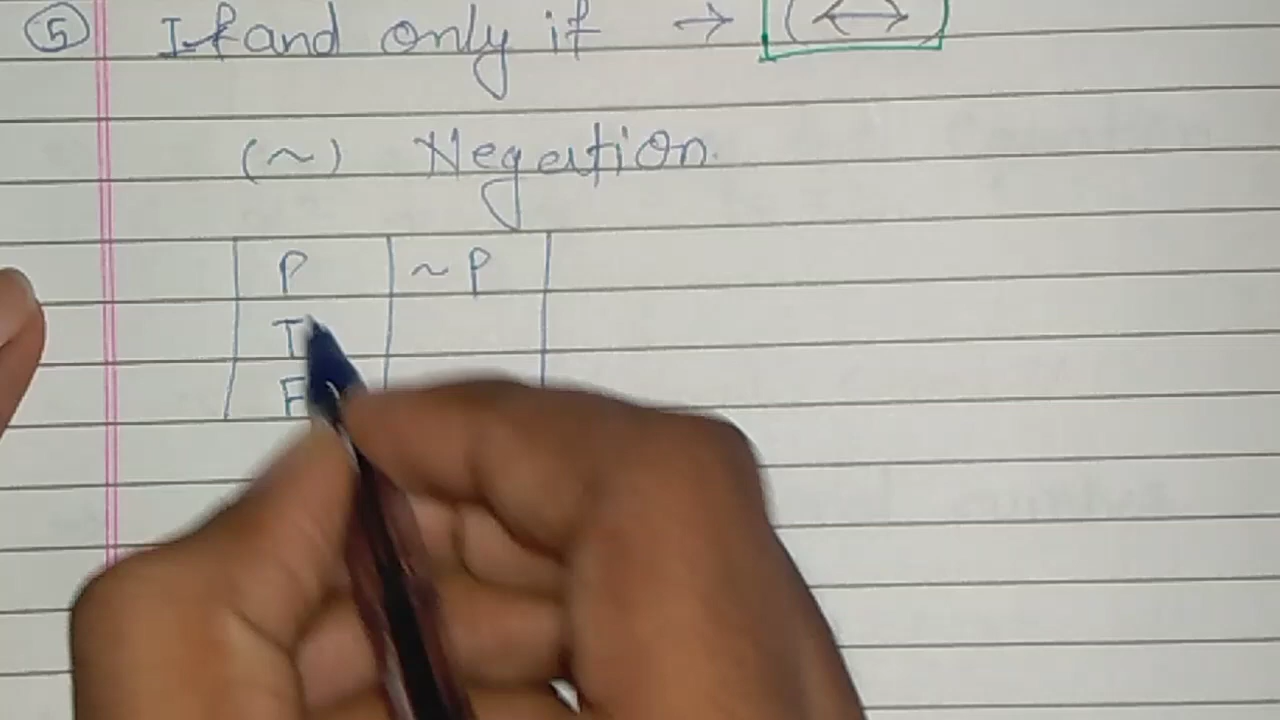 ⑤ If and only if → (↔)
(~) Negation.
P ~P
T
F